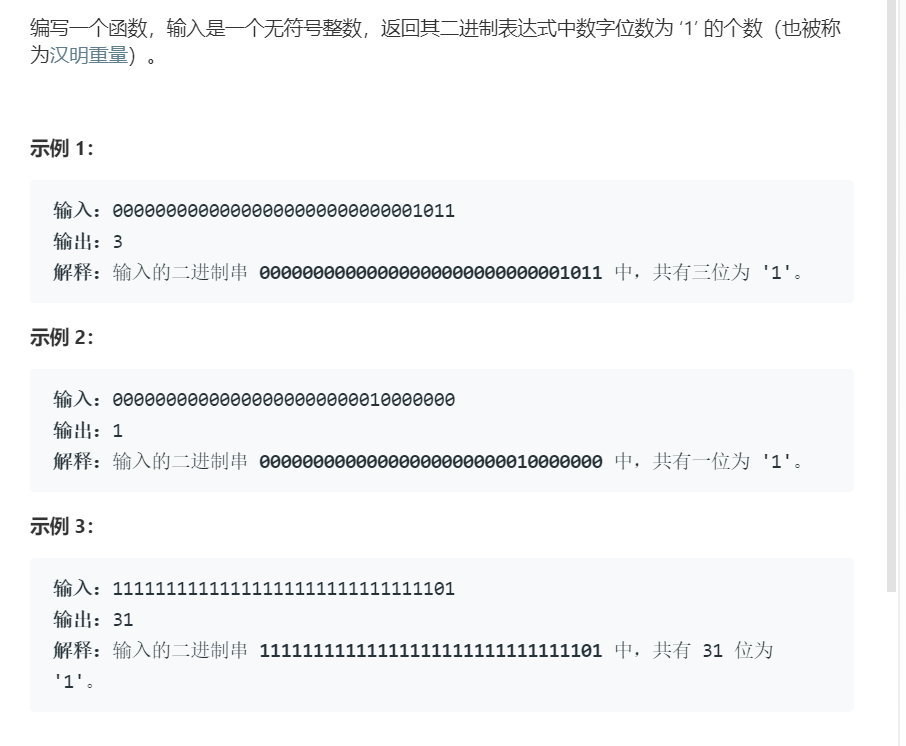 编写一个函数，输入是一个无符号整数，返回其二进制表达式中数字位数为 ‘1’ 的个数（也被称
为汉明重量）。
示例 1：
输入：00000000000000000000000000001011
输出：3
解释：输入的二进制串 00000000000000000000000000001011 中，共有三位为 '1'。
示例 2：
输入：00000000000000000000000010000000
输出：1
解释：输入的二进制串 00000000000000000000000010000000 中，共有一位为 '1'。
示例 3：
输入：11111111111111111111111111111101
输出：31
解释：输入的二进制串 11111111111111111111111111111101 中，共有 31 位为
'1'。